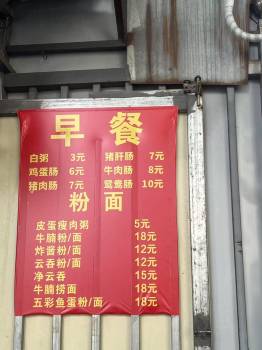 早餐
白粥 3元 猪肝肠 7元
鸡蛋肠 6元 牛肉肠 8元
猪肉肠 7元 鸳鸯肠 10元
粉面
皮蛋瘦肉粥 5元
牛腩粉/面 18元
炸酱粉/面 12元
云吞粉/面 12元
净云吞 15元
牛腩捞面 18元
五彩鱼蛋粉/面 18元